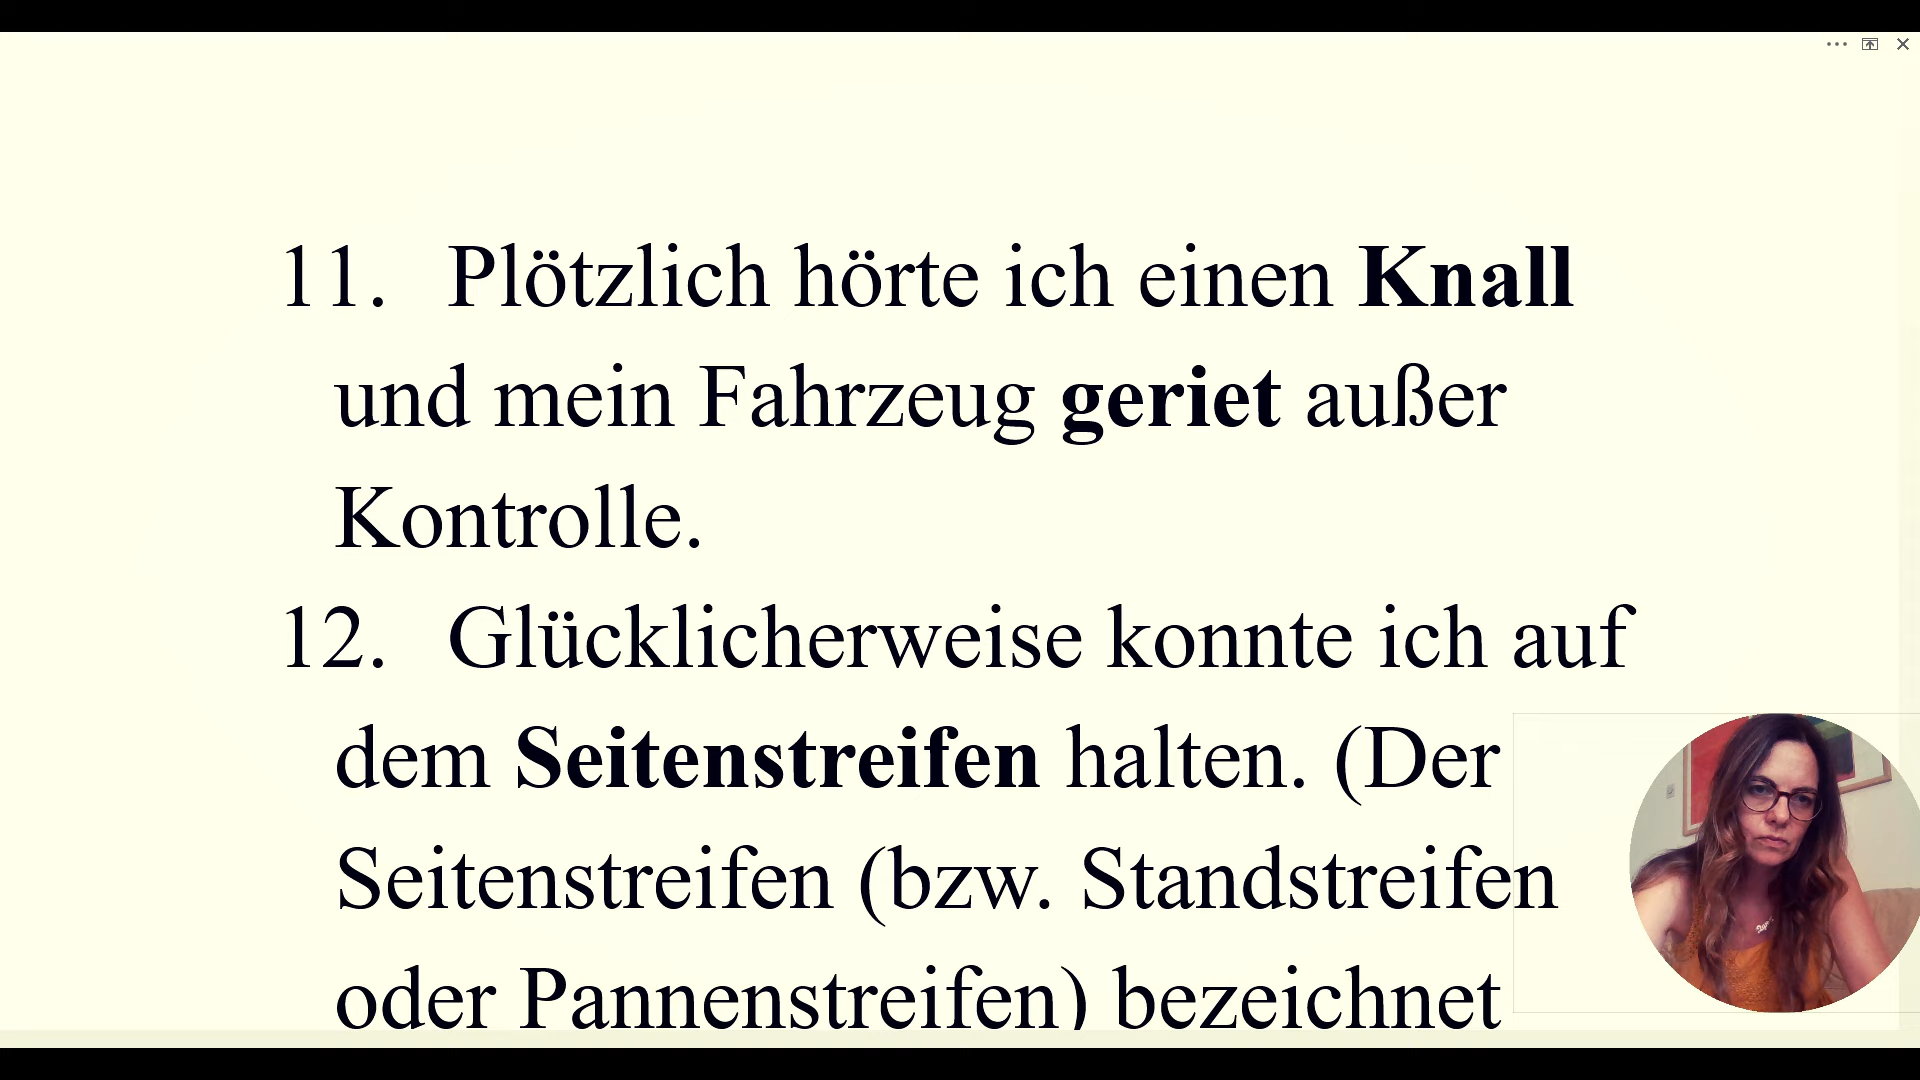 11. Plötzlich hörte ich einen Knall
und mein Fahrzeug geriet außer
Kontrolle.
12. Glücklicherweise konnte ich auf
dem Seitenstreifen halten. (Der
Seitenstreifen (bzw. Standstreifen
oder Pannenstreifen) bezeichnet